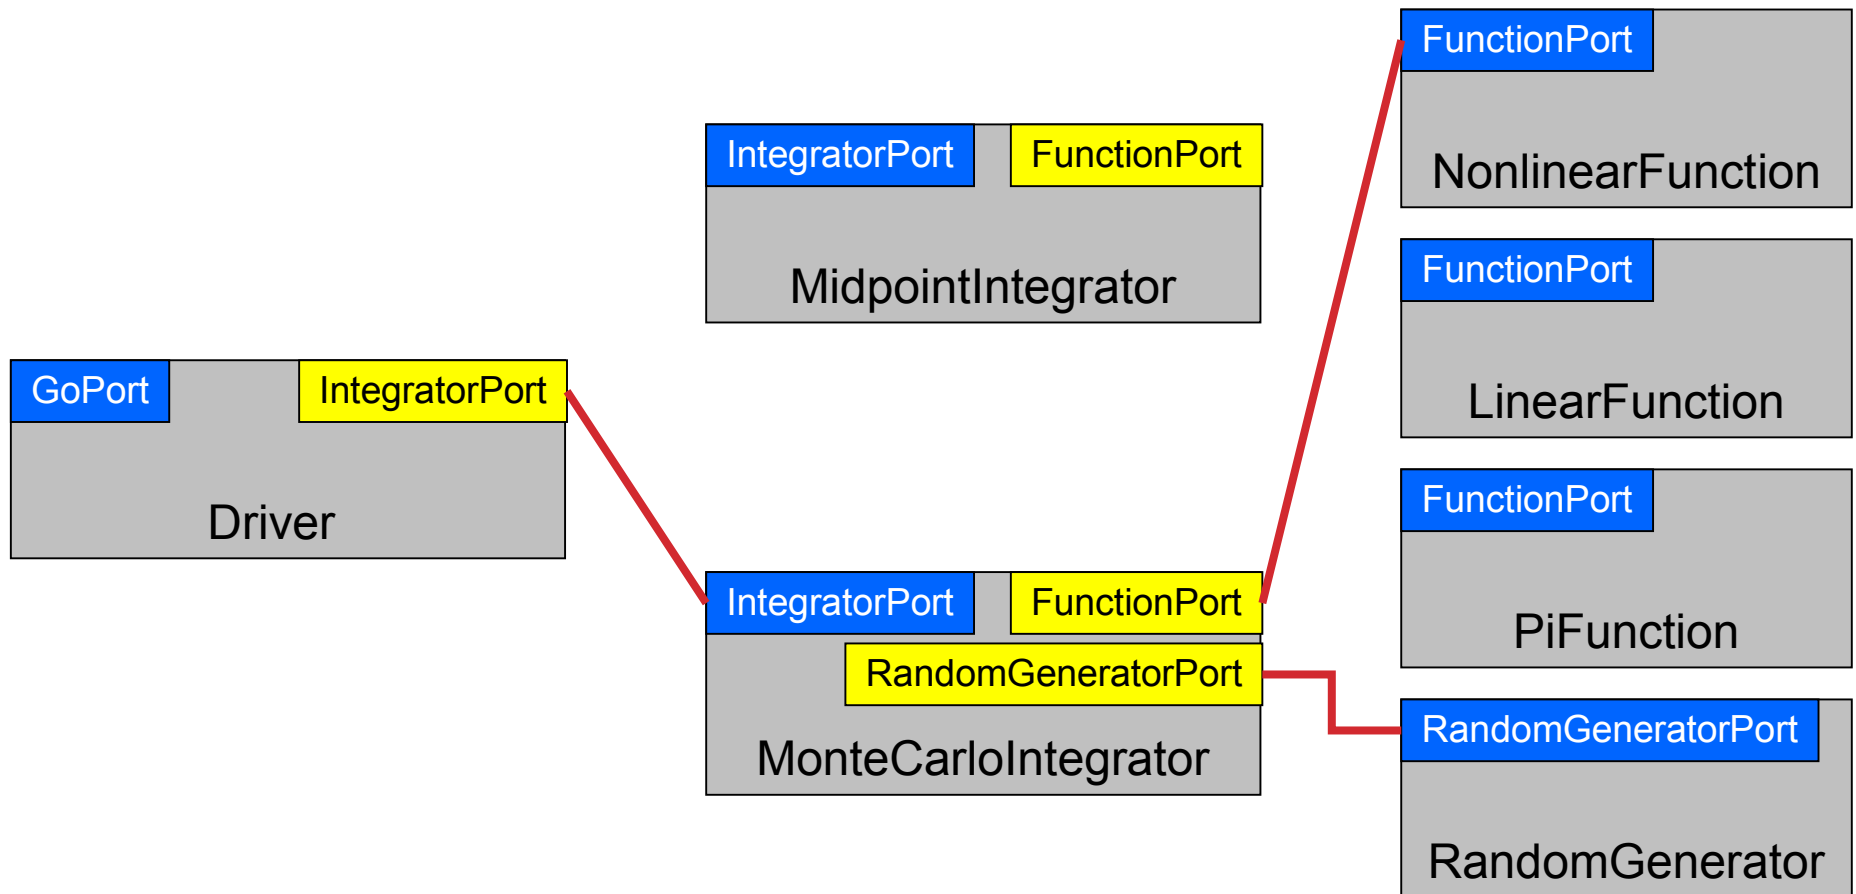 GoPort
IntegratorPort
Driver
IntegratorPort
FunctionPort
MidpointIntegrator
IntegratorPort
FunctionPort
RandomGeneratorPort
MonteCarloIntegrator
FunctionPort
NonlinearFunction
FunctionPort
LinearFunction
FunctionPort
PiFunction
RandomGeneratorPort
RandomGenerator